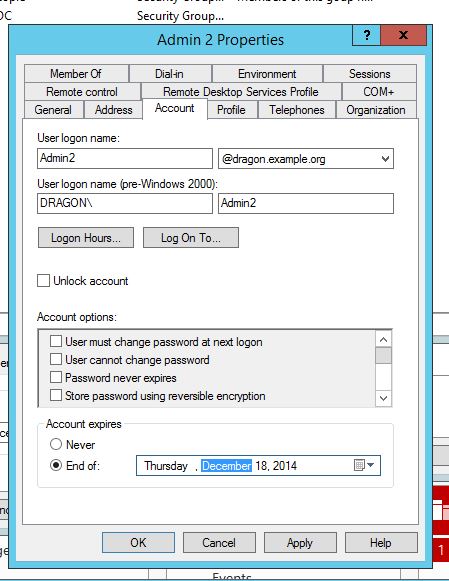 Security Group...
Admin 2 Properties
?
X
Member Of Dial-in Environment Sessions
Remote control Remote Desktop Services Profile COM+
General Address Account Profile Telephones Organization
User logon name:
Admin2 @dragon.example.org
User logon name (pre-Windows 2000):
DRAGON\ Admin2
Logon Hours... Log On To...
Unlock account
Account options:
User must change password at next logon
User cannot change password
Password never expires
Store password using reversible encryption
Account expires
Never
End of: Thursday , December 18, 2014
OK Cancel Apply Help
1
Events